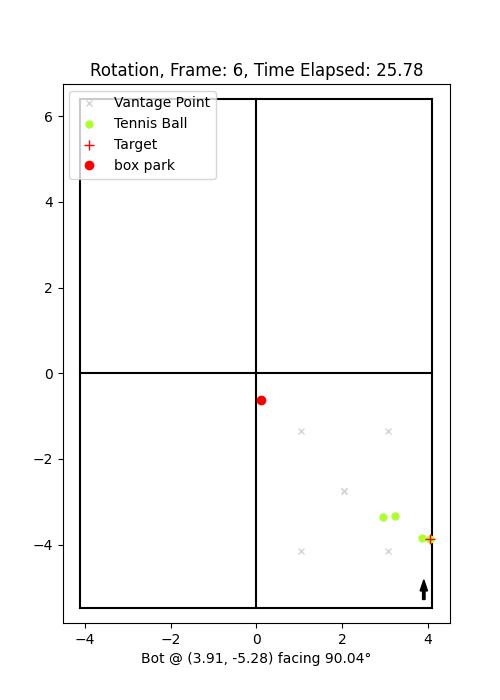 Rotation, Frame: 6, Time Elapsed: 25.78
Vantage Point
Tennis Ball
Target
box park
6
4
2
0
−2
−4
−4
−2
0
2
4
Bot @ (3.91, -5.28) facing 90.04°